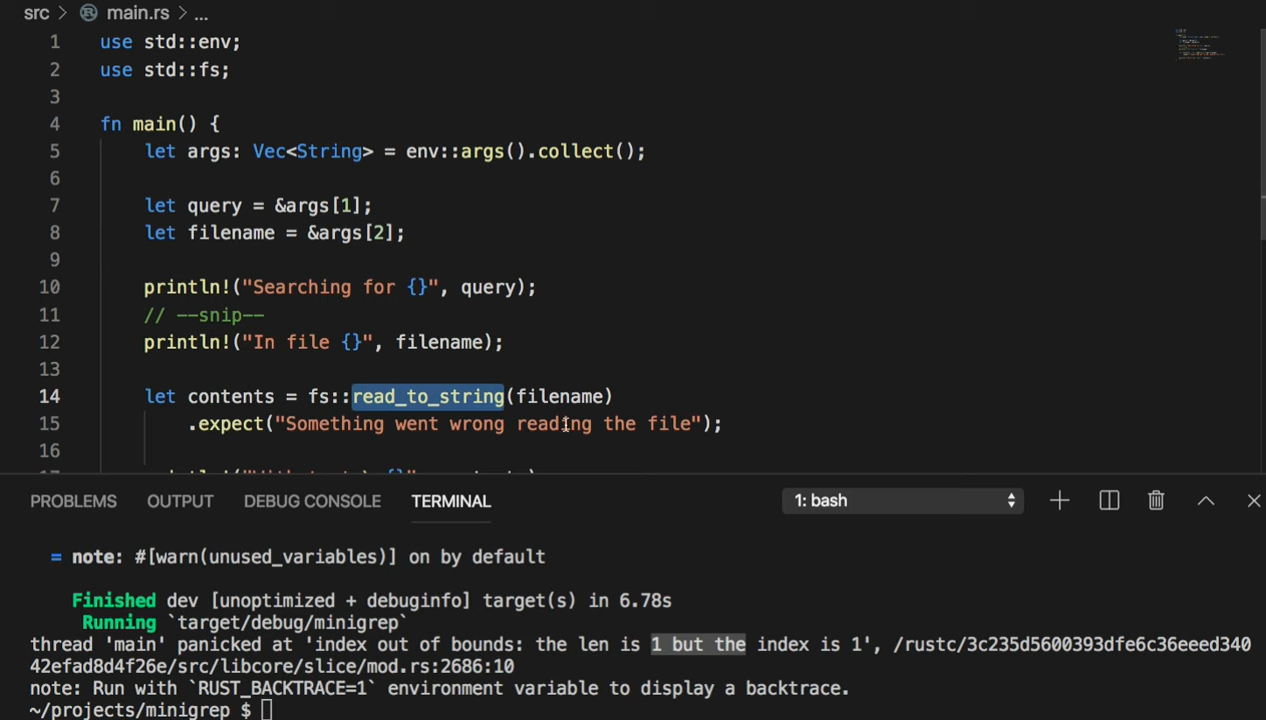 src > main.rs > ...
1 use std::env;
2 use std::fs;
3
4 fn main() {
5 let args: Vec<String> = env::args().collect();
6
7 let query = &args[1];
8 let filename = &args[2];
9
10 println!("Searching for {}", query);
11 // --snip--
12 println!("In file {}", filename);
13
14 let contents = fs::read_to_string(filename)
15 .expect("Something went wrong reading the file");
16
PROBLEMS OUTPUT DEBUG CONSOLE TERMINAL 1: bash
= note: #[warn(unused_variables)] on by default
Finished dev [unoptimized + debuginfo] target(s) in 6.78s
Running `target/debug/minigrep`
thread 'main' panicked at 'index out of bounds: the len is 1 but the index is 1', /rustc/3c235d5600393dfe6c36eeed340
42efad8d4f26e/src/libcore/slice/mod.rs:2686:10
note: Run with `RUST_BACKTRACE=1` environment variable to display a backtrace.
~/projects/minigrep $